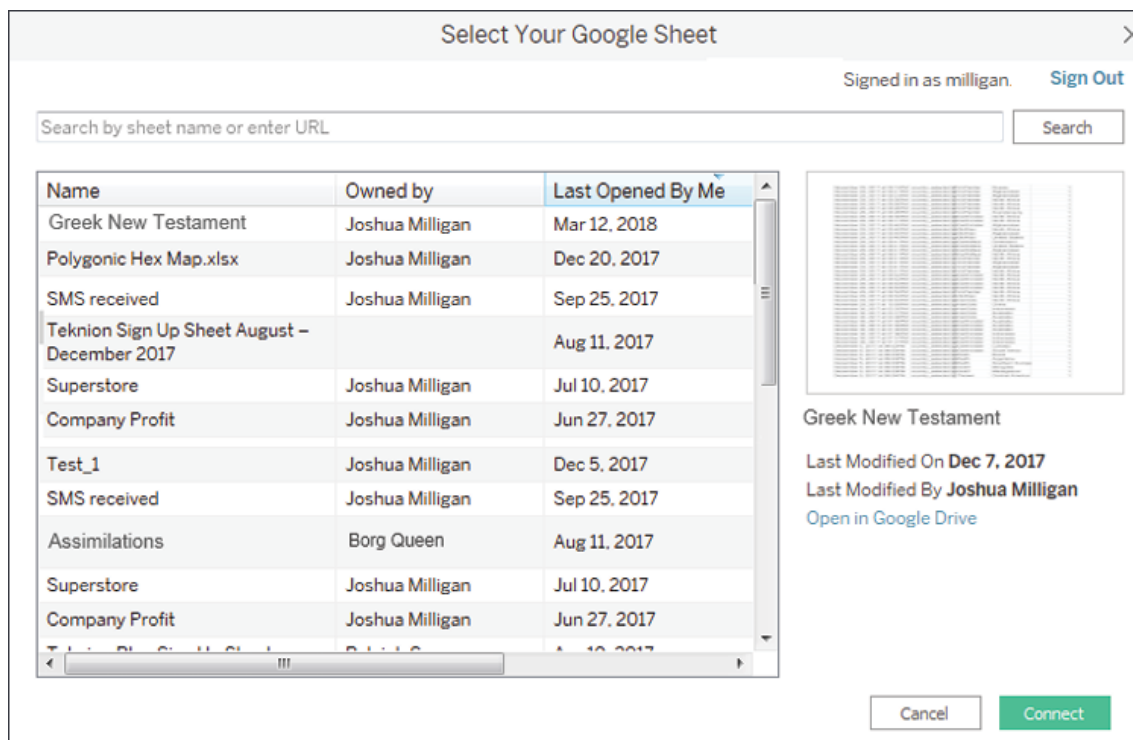 Select Your Google Sheet
Signed in as milligan. Sign Out
Search by sheet name or enter URL Search
Name Owned by Last Opened By Me
Greek New Testament Joshua Milligan Mar 12, 2018
Polygonic Hex Map.xlsx Joshua Milligan Dec 20, 2017
SMS received Joshua Milligan Sep 25, 2017
Teknion Sign Up Sheet August –
December 2017 Aug 11, 2017
Superstore Joshua Milligan Jul 10, 2017
Company Profit Joshua Milligan Jun 27, 2017
Test_1 Joshua Milligan Dec 5, 2017
SMS received Joshua Milligan Sep 25, 2017
Assimilations Borg Queen Aug 11, 2017
Superstore Joshua Milligan Jul 10, 2017
Company Profit Joshua Milligan Jun 27, 2017
Greek New Testament
Last Modified On Dec 7, 2017
Last Modified By Joshua Milligan
Open in Google Drive
Cancel Connect